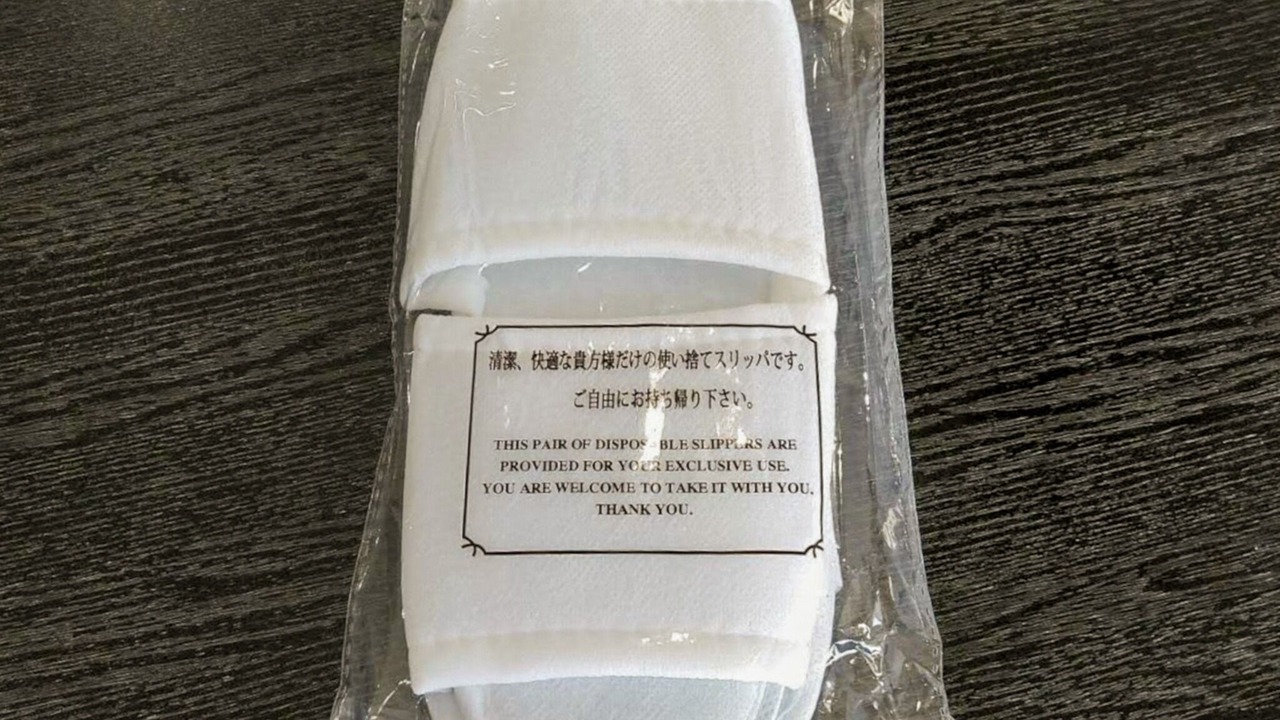 清潔、快適な貴方様だけの使い捨てスリッパです。
ご自由にお持ち帰り下さい。
THIS PAIR OF DISPOSABLE SLIPPERS ARE
PROVIDED FOR YOUR EXCLUSIVE USE.
YOU ARE WELCOME TO TAKE IT WITH YOU.
THANK YOU.